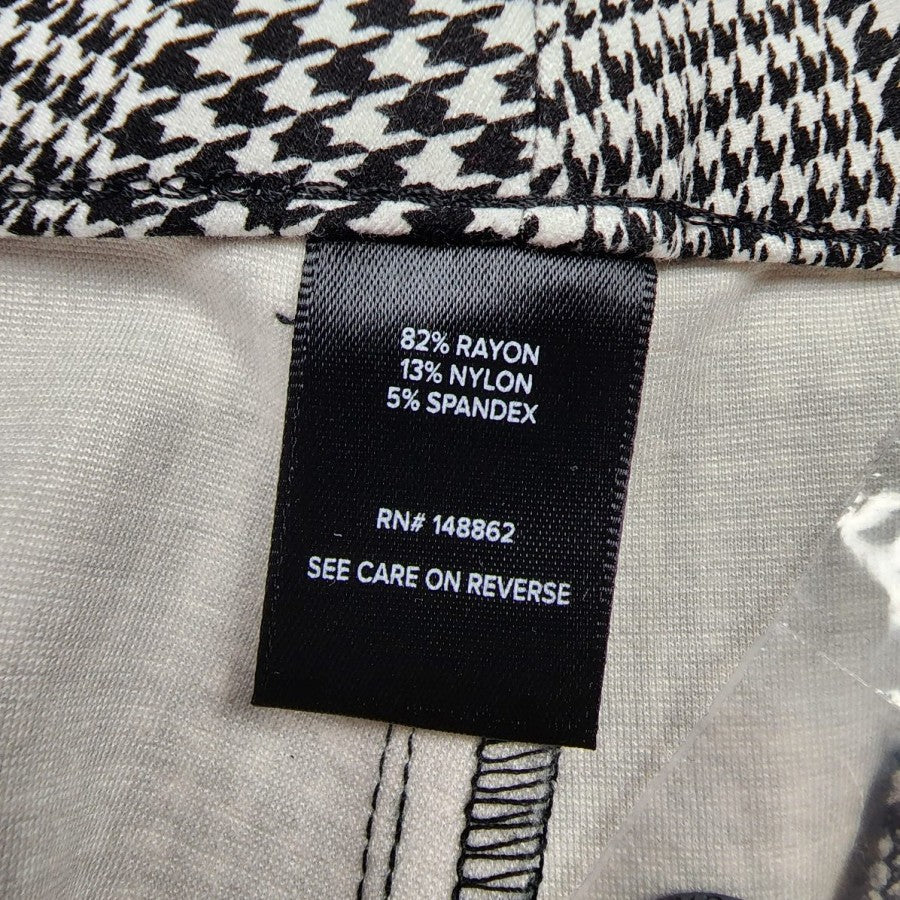 82% RAYON
13% NYLON
5% SPANDEX
RN# 148862
SEE CARE ON REVERSE